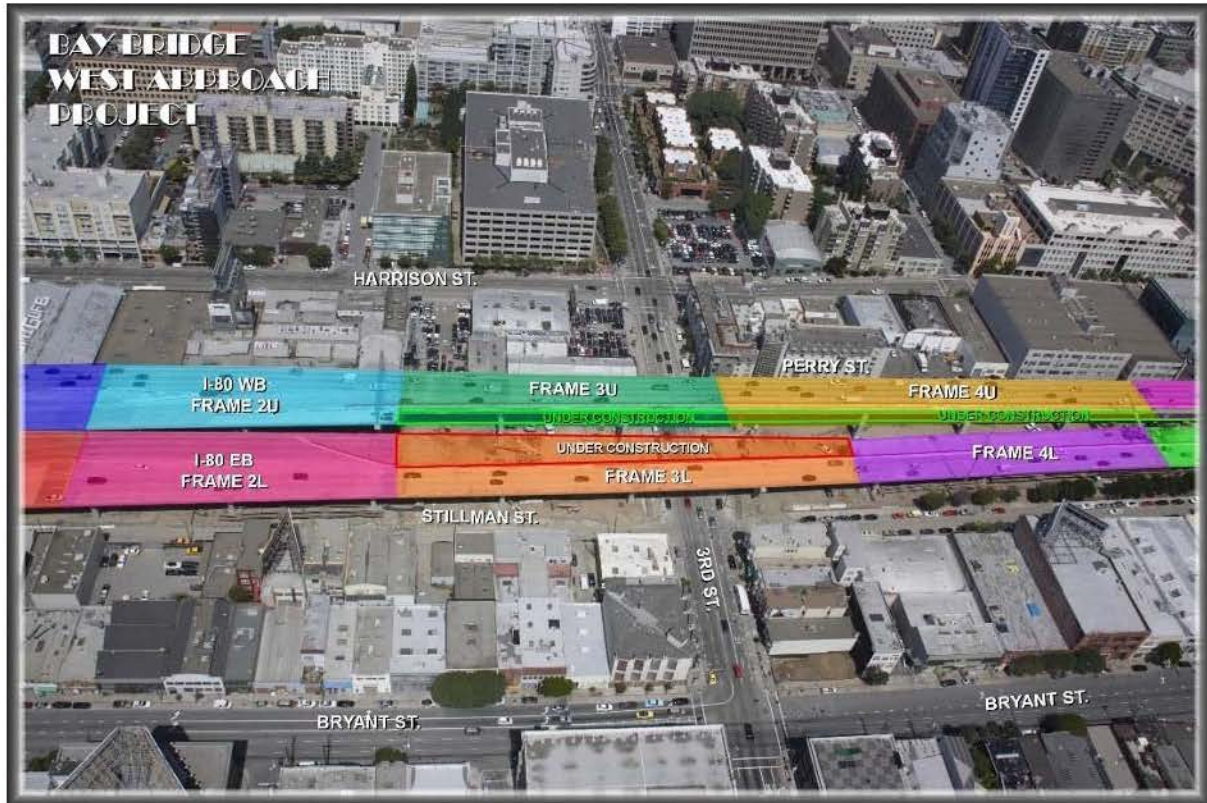 BAY BRIDGE
WEST APPROACH
PROJECT
HARRISON ST.
PERRY ST.
I-80 WB
FRAME 2U
FRAME 3U
FRAME 4U
UNDER CONSTRUCTION
UNDER CONSTRUCTION
UNDER CONSTRUCTION
I-80 EB
FRAME 2L
FRAME 3L
FRAME 4L
STILLMAN ST.
3RD ST.
BRYANT ST.
BRYANT ST.